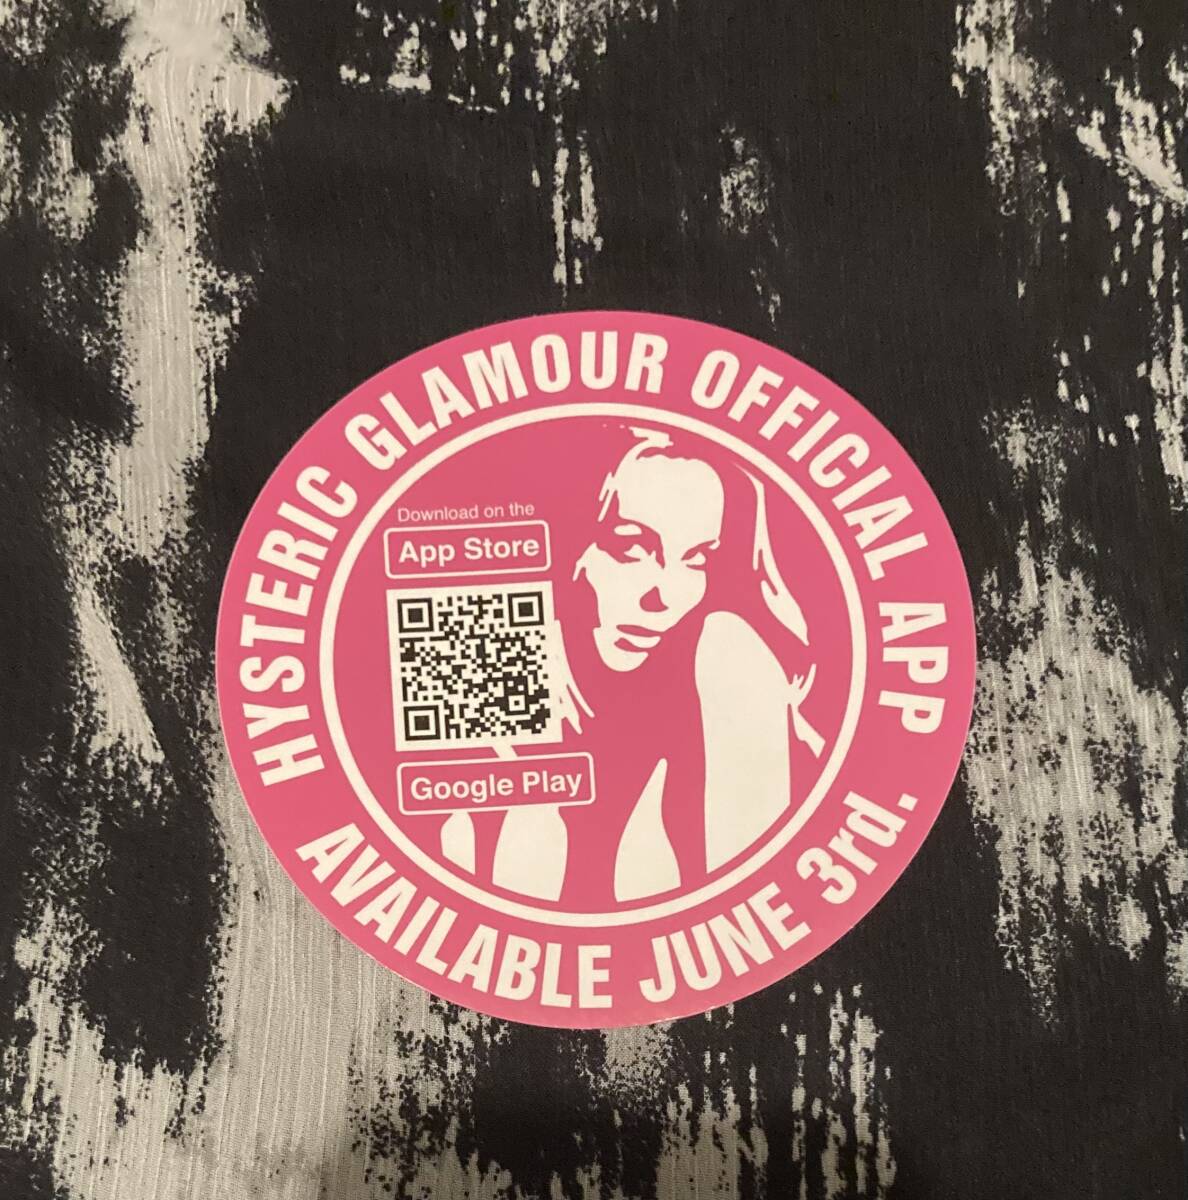 HYSTERIC GLAMOUR OFFICIAL APP
Download on the
App Store
Google Play
AVAILABLE JUNE 3rd.